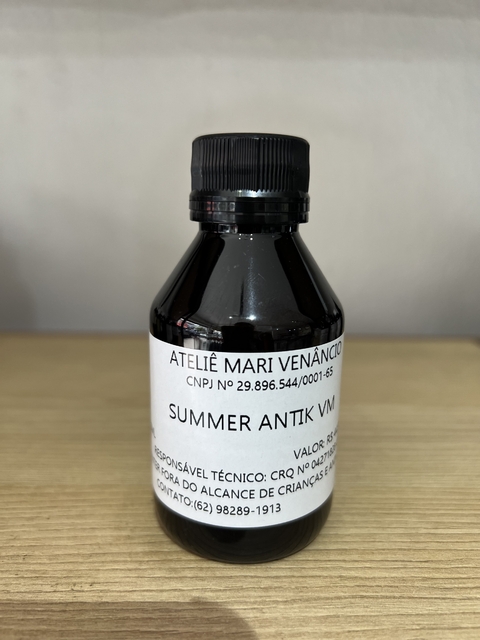 ATELIÊ MARI VENÂNCIO
CNPJ Nº 29.896.544/0001-65
SUMMER ANTIK VM
VALOR: R$
RESPONSÁVEL TÉCNICO: CRQ Nº
FORA DO ALCANCE DE CRIANÇAS E
CONTATO:(62) 98289-1913